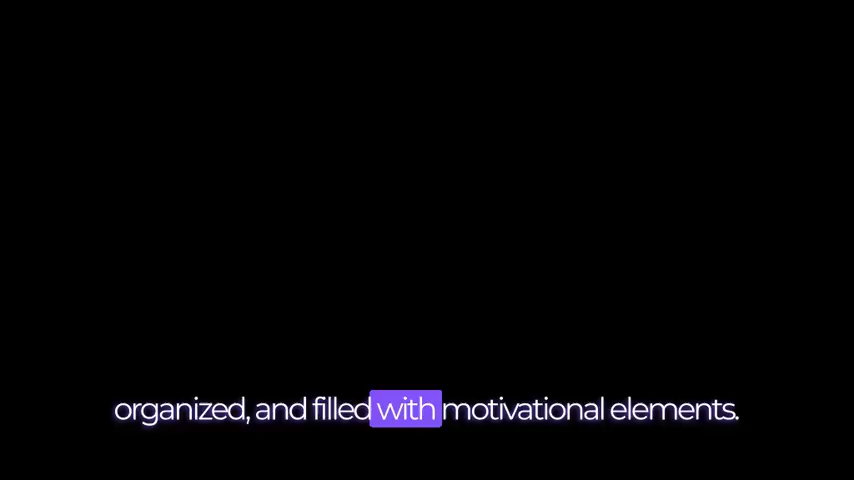 organized, and filled with motivational elements.